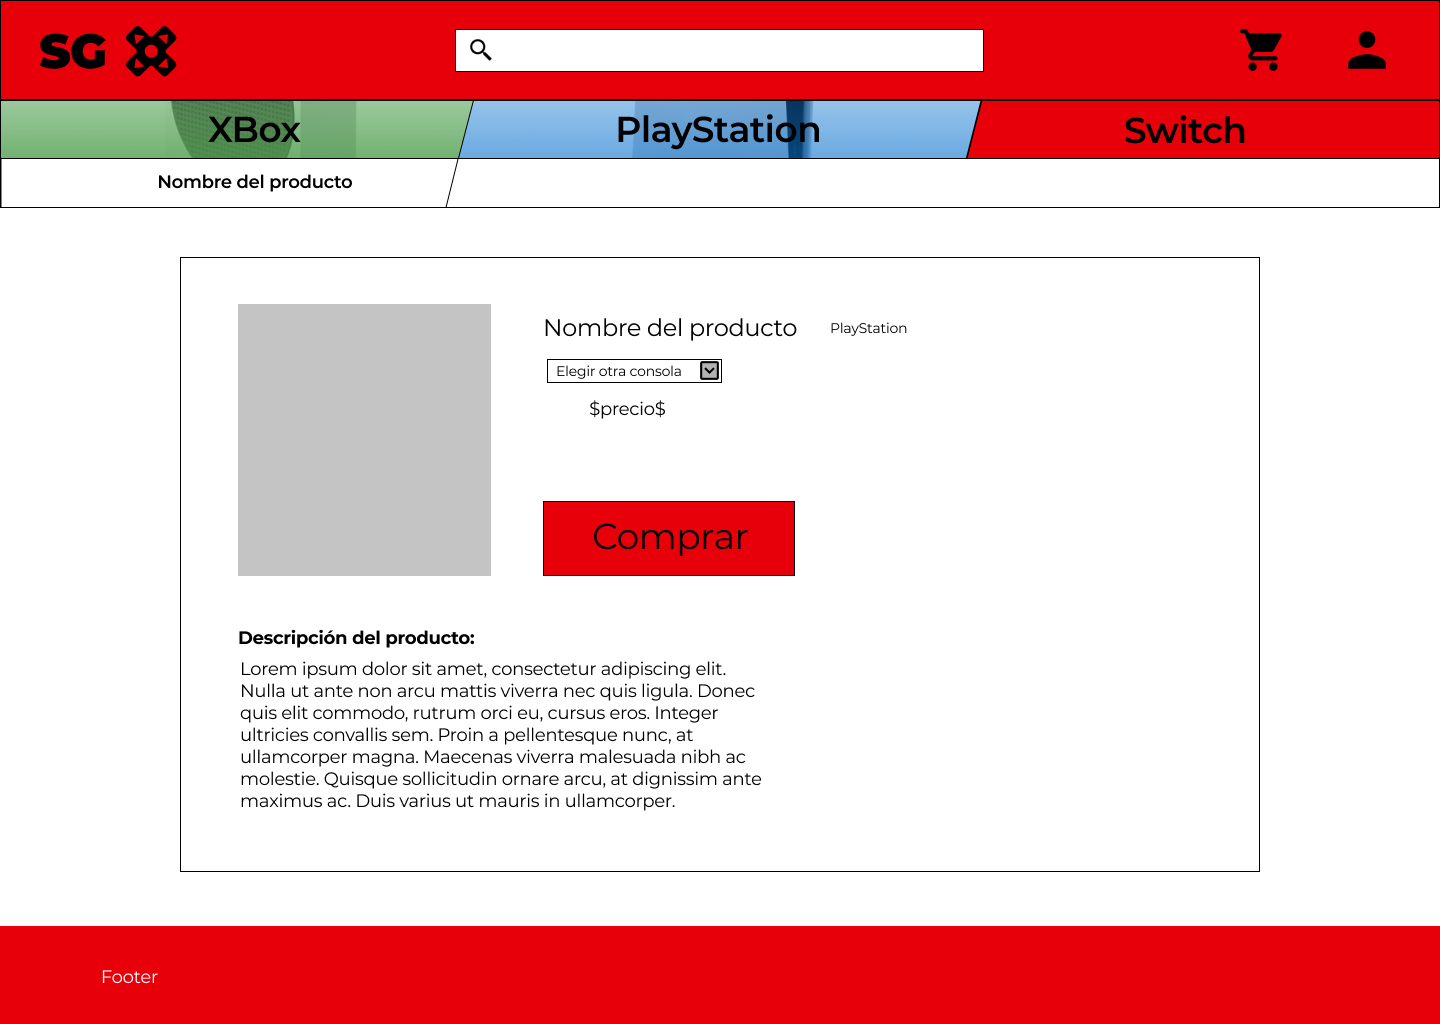 SG
XBox
PlayStation
Switch
Nombre del producto
Nombre del producto
PlayStation
Elegir otra consola
$precio$
Comprar
Descripción del producto:
Lorem ipsum dolor sit amet, consectetur adipiscing elit.
Nulla ut ante non arcu mattis viverra nec quis ligula. Donec
quis elit commodo, rutrum orci eu, cursus eros. Integer
ultricies convallis sem. Proin a pellentesque nunc, at
ullamcorper magna. Maecenas viverra malesuada nibh ac
molestie. Quisque sollicitudin ornare arcu, at dignissim ante
maximus ac. Duis varius ut mauris in ullamcorper.
Footer